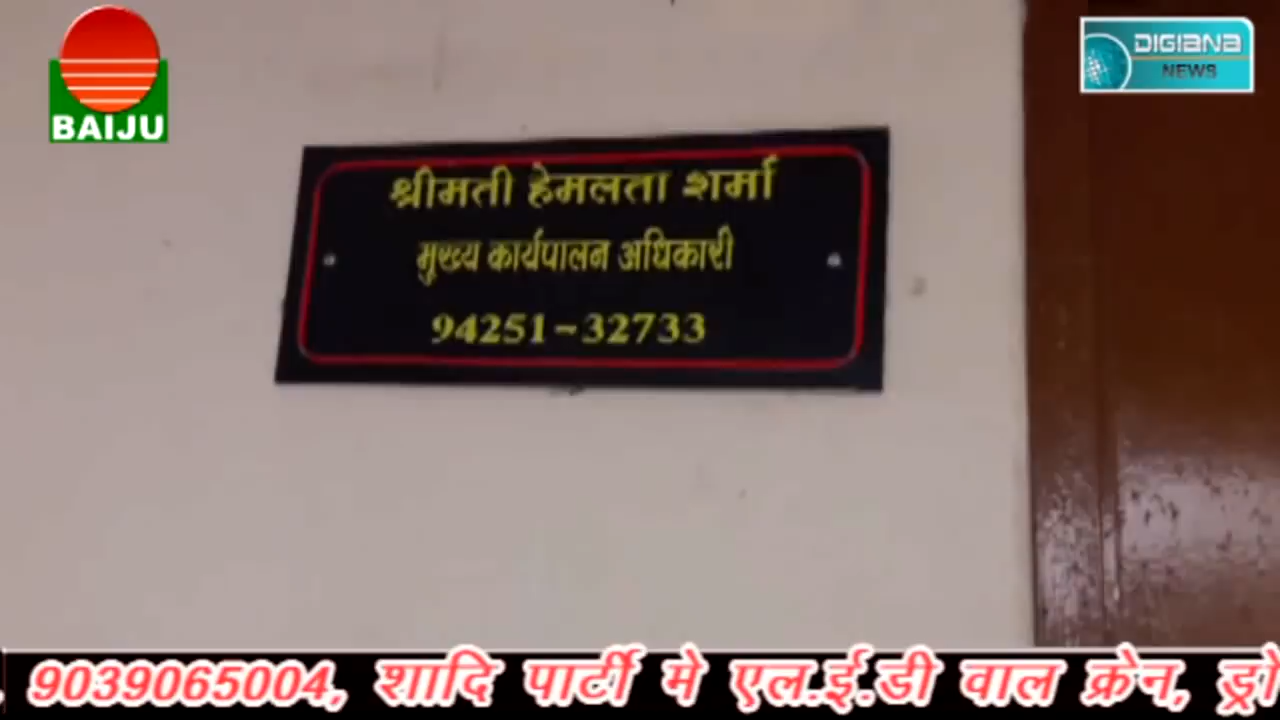 BAIJU
DIGIANA
NEWS
श्रीमती हेमलता शर्मा
मुख्य कार्यपालन अधिकारी
94251-32733
9039065004, शादि पार्टी मे एल.ई.डी वाल क्रेन, ड्रो